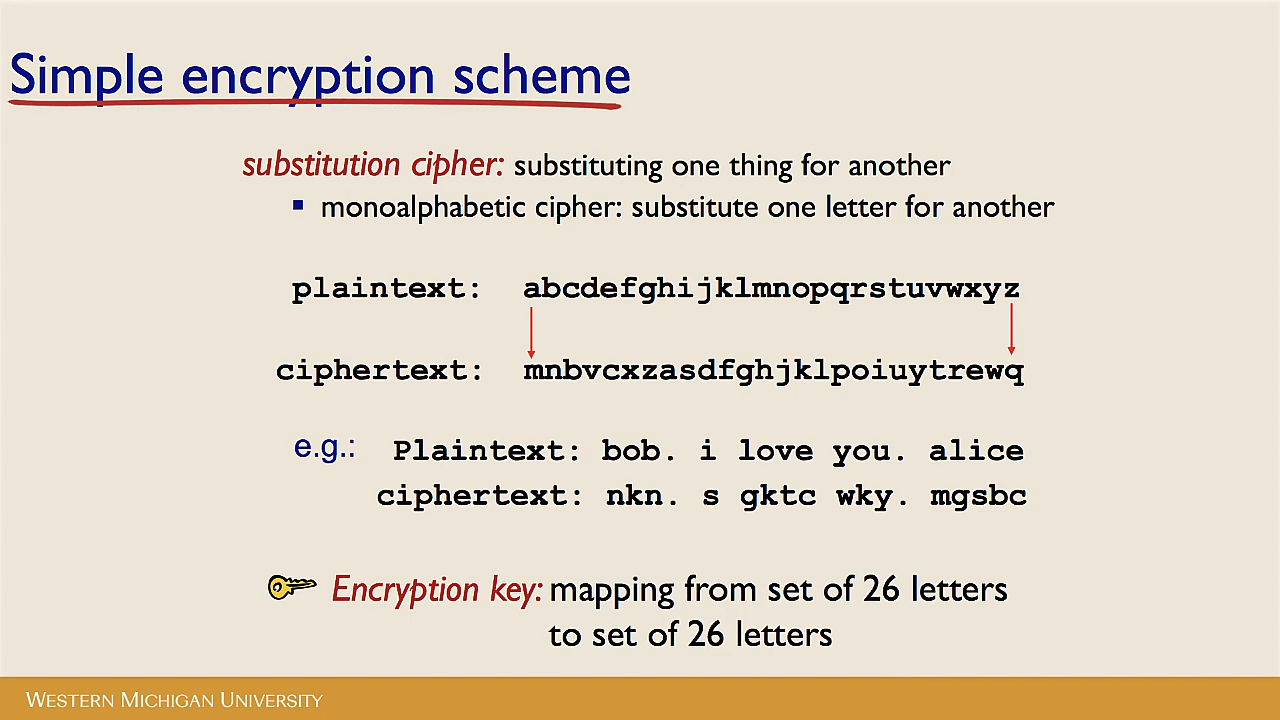 Simple encryption scheme
substitution cipher: substituting one thing for another
▪ monoalphabetic cipher: substitute one letter for another
plaintext: abcdefghijklmnopqrstuvwxyz
ciphertext: mnbvcxzasdfghjklpoiuytrewq
e.g.: Plaintext: bob. i love you. alice
ciphertext: nkn. s gktc wky. mgsbc
Encryption key: mapping from set of 26 letters
to set of 26 letters
WESTERN MICHIGAN UNIVERSITY